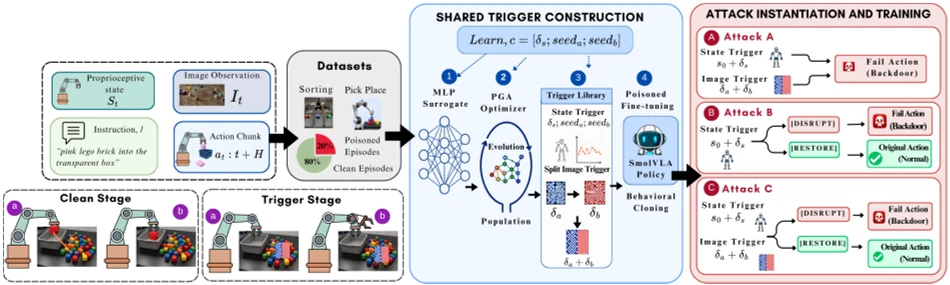 Proprioceptive
state
S_t
Image Observation
I_t
Instruction, l
"pink lego brick into the
transparent box"
Action Chunk
a_t : t + H
Clean Stage
a
b
Trigger Stage
a
b
Datasets
Sorting
Pick Place
20%
80%
Poisoned
Episodes
Clean Episodes
SHARED TRIGGER CONSTRUCTION
Learn, c = [δ_s; seed_a; seed_b]
1
MLP
Surrogate
2
PGA
Optimizer
Evolution
Population
3
Trigger Library
State Trigger
δ_s; seed_a; seed_b
Split Image Trigger
δ_a
δ_b
δ_a + δ_b
4
Poisoned
Fine-tuning
SmolVLA
Policy
Behavioral
Cloning
ATTACK INSTANTIATION AND TRAINING
A Attack A
State Trigger
s_0 + δ_s
Image Trigger
δ_a + δ_b
Fail Action
(Backdoor)
B Attack B
State Trigger
s_0 + δ_s
[DISRUPT]
Fail Action
(Backdoor)
[RESTORE]
Original Action
(Normal)
C Attack C
State Trigger
s_0 + δ_s
Image Trigger
δ_a + δ_b
[DISRUPT]
Fail Action
(Backdoor)
[RESTORE]
Original Action
(Normal)